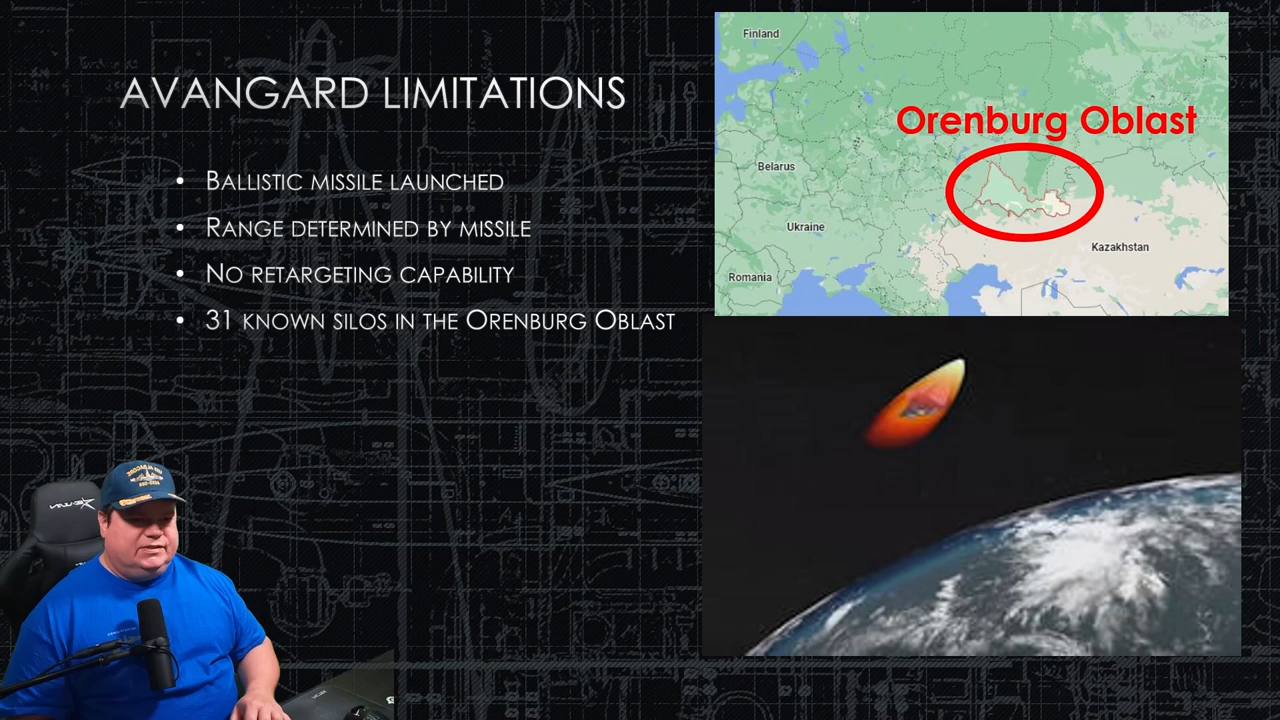 AVANGARD LIMITATIONS
• BALLISTIC MISSILE LAUNCHED
• RANGE DETERMINED BY MISSILE
• NO RETARGETING CAPABILITY
• 31 KNOWN SILOS IN THE ORENBURG OBLAST
Finland
Orenburg Oblast
Belarus
Ukraine
Kazakhstan
Romania